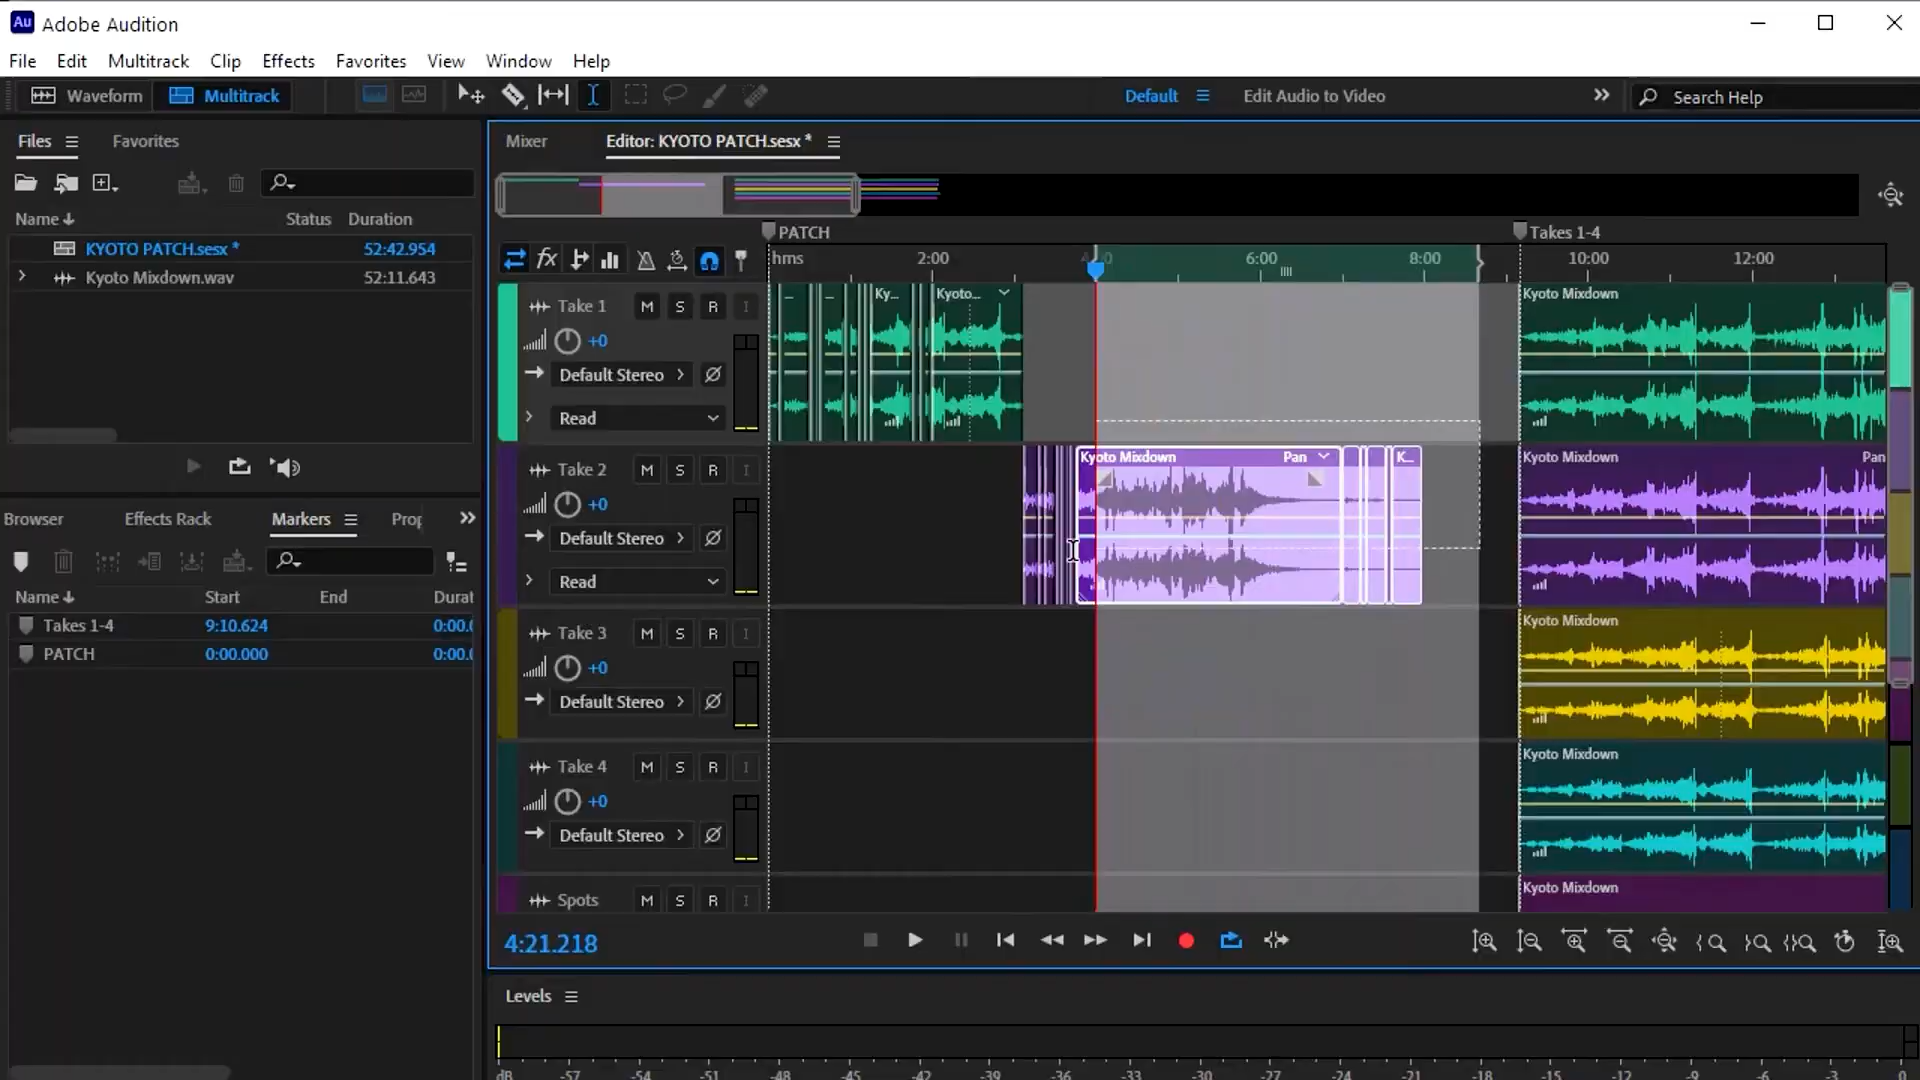 Au Adobe Audition
File Edit Multitrack Clip Effects Favorites View Window Help
Waveform Multitrack Default Edit Audio to Video Search Help
Files Favorites
Name Status Duration
KYOTO PATCH.sesx * 52:42.954
Kyoto Mixdown.wav 52:11.643
Browser Effects Rack Markers Prop
Name Start End Durat
Takes 1-4 9:10.624 0:00.0
PATCH 0:00.000 0:00.0
Mixer Editor: KYOTO PATCH.sesx *
PATCH Takes 1-4
hms 2:00 6:00 8:00 10:00 12:00
Take 1 M S R I
+0
Default Stereo
Read
Ky... Kyoto... Kyoto Mixdown
Take 2 M S R I
+0
Default Stereo
Read
Kyoto Mixdown Pan K... Kyoto Mixdown Pan
Take 3 M S R I
+0
Default Stereo
Kyoto Mixdown
Take 4 M S R I
+0
Default Stereo
Kyoto Mixdown
Spots M S R I
Kyoto Mixdown
4:21.218
Levels
dB -57 -54 -51 -48 -45 -42 -39 -36 -33 -30 -27 -24 -21 -18 -15 -12 -9 -6 -3 0